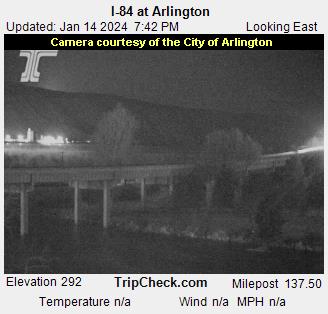 I-84 at Arlington
Updated: Jan 14 2024 7:42 PM Looking East
Camera courtesy of the City of Arlington
Elevation 292 TripCheck.com Milepost 137.50
Temperature n/a Wind n/a MPH n/a